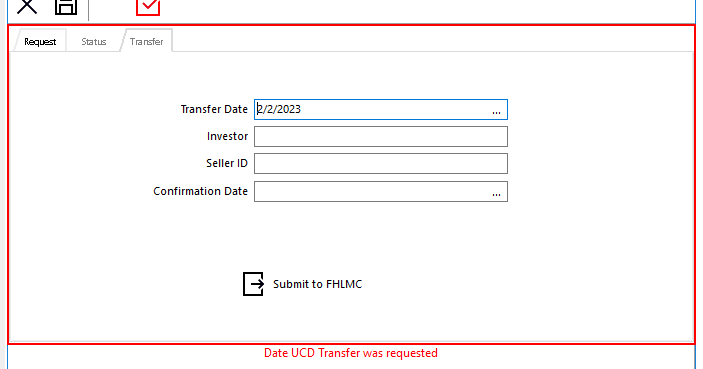 Request Status Transfer
Transfer Date 2/2/2023 ...
Investor
Seller ID
Confirmation Date ...
Submit to FHLMC
Date UCD Transfer was requested